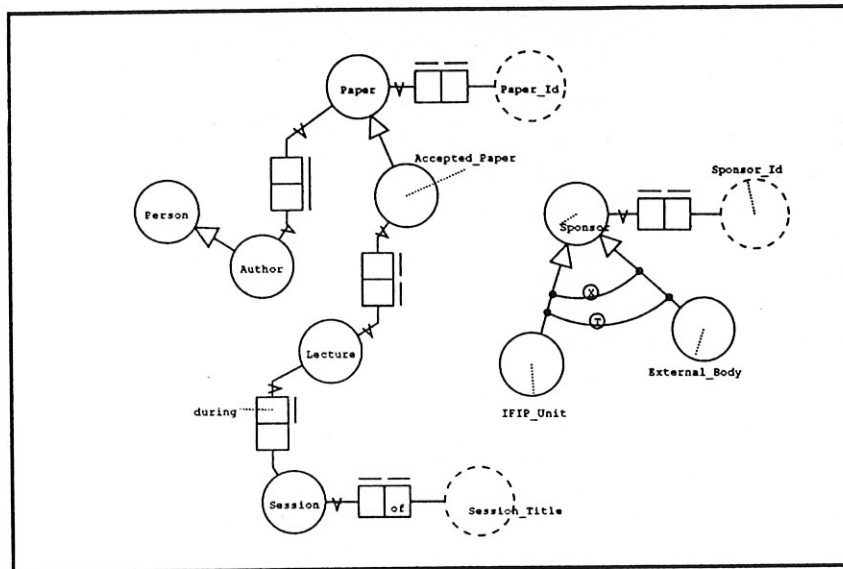 Paper
Paper_Id
Accepted_Paper
Sponsor_Id
Person
Sponsor
Author
X
T
Lecture
External_Body
during
IFIP_Unit
Session
of
Session_Title